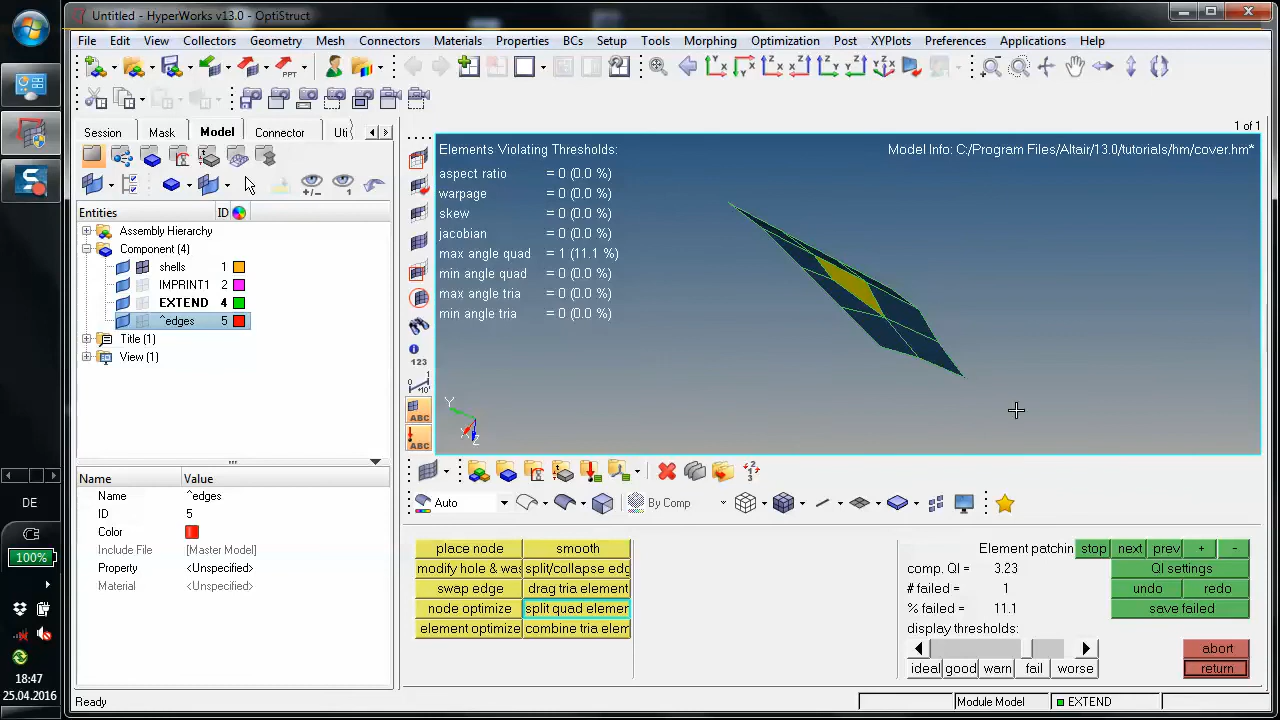 Untitled - HyperWorks v13.0 - OptiStruct
File Edit View Collectors Geometry Mesh Connectors Materials Properties BCs Setup Tools Morphing Optimization Post XYPlots Preferences Applications Help
Session Mask Model Connector Uti
1 of 1
Elements Violating Thresholds:
Model Info: C:/Program Files/Altair/13.0/tutorials/hm/cover.hm*
aspect ratio = 0 (0.0 %)
warpage = 0 (0.0 %)
skew = 0 (0.0 %)
jacobian = 0 (0.0 %)
max angle quad = 1 (11.1 %)
min angle quad = 0 (0.0 %)
max angle tria = 0 (0.0 %)
min angle tria = 0 (0.0 %)
Entities ID
Assembly Hierarchy
Component (4)
shells 1
IMPRINT1 2
EXTEND 4
^edges 5
Title (1)
View (1)
123
ABC
ABC
Y
X
Z
Name Value
Name ^edges
ID 5
Color
Include File [Master Model]
Property <Unspecified>
Material <Unspecified>
Auto
By Comp
place node smooth
modify hole & was split/collapse edg
swap edge drag tria element
node optimize split quad elemer
element optimize combine tria elem
Element patchin stop next prev + -
comp. QI = 3.23 QI settings
# failed = 1 undo redo
% failed = 11.1 save failed
display thresholds:
ideal good warn fail worse
abort
return
Ready
Module Model EXTEND
DE
100%
18:47
25.04.2016